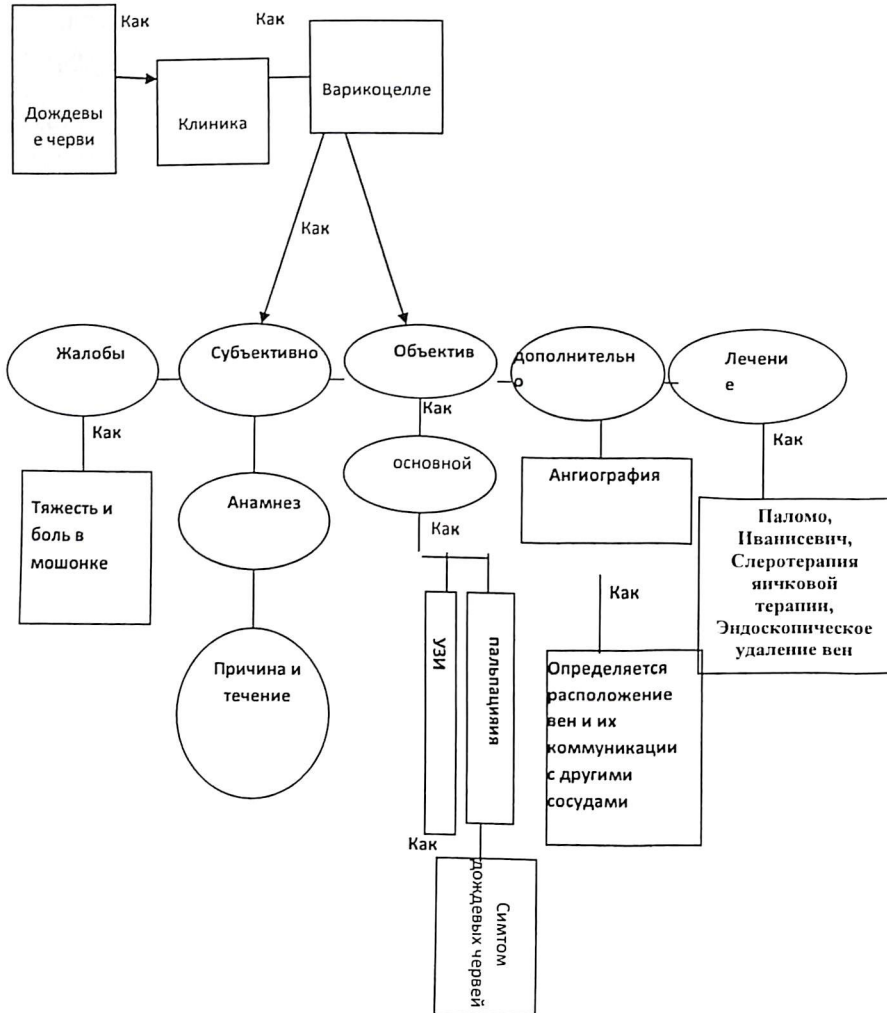 Как
Как
Дождевы
е черви
Клиника
Варикоцелле
Как
Жалобы
Субъективно
Объектив
дополнительн
о
Лечени
е
Как
Как
Как
Тяжесть и
боль в
мошонке
Анамнез
основной
Ангиография
Паломо,
Иванисевич,
Слеротерапия
яичковой
терапии,
Эндоскопическое
удаление вен
Как
Как
Причина и
течение
УЗИ
пальпацияия
Определяется
расположение
вен и их
коммуникации
с другими
сосудами
Как
Симтом
дождевых червей